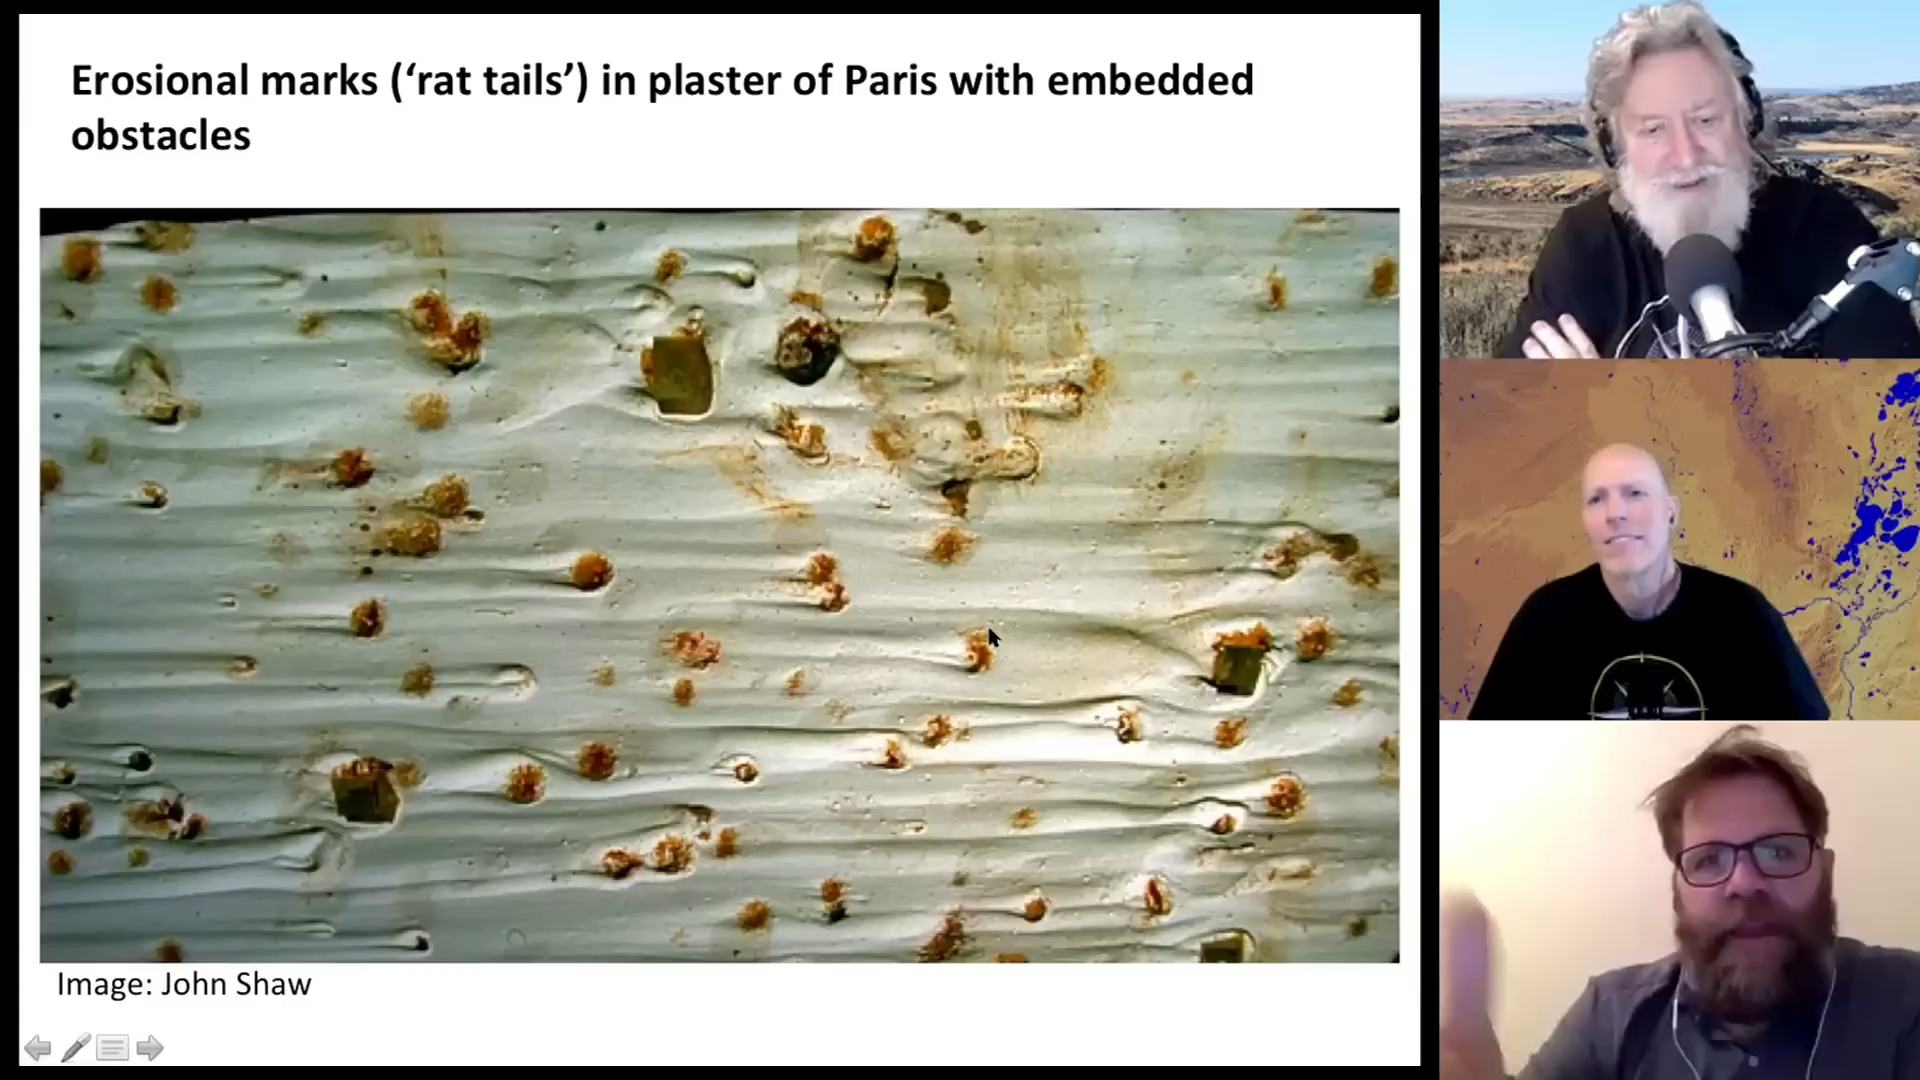 Erosional marks (‘rat tails’) in plaster of Paris with embedded
obstacles
Image: John Shaw